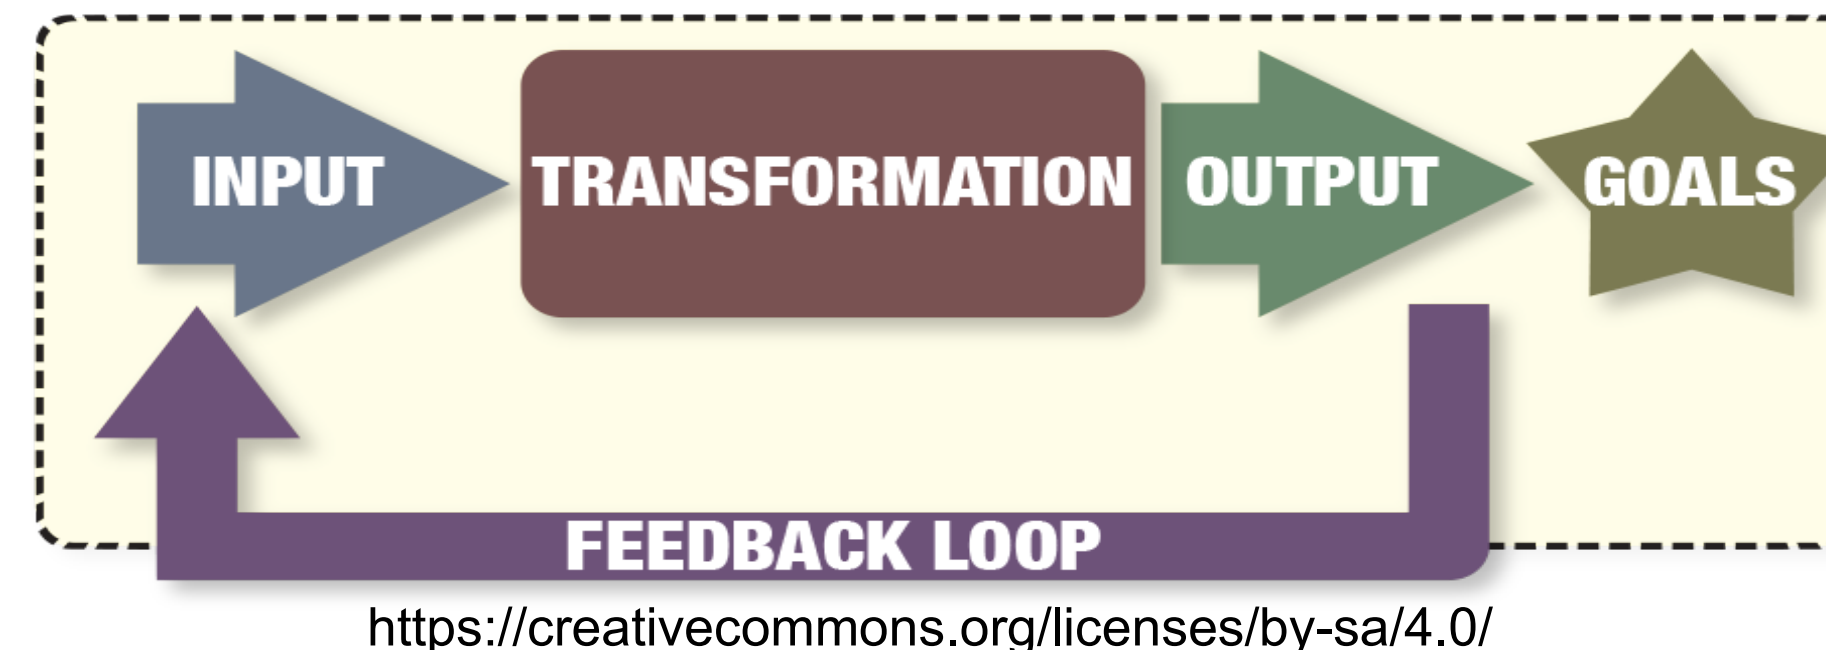 INPUT
TRANSFORMATION
OUTPUT
GOALS
FEEDBACK LOOP
https://creativecommons.org/licenses/by-sa/4.0/